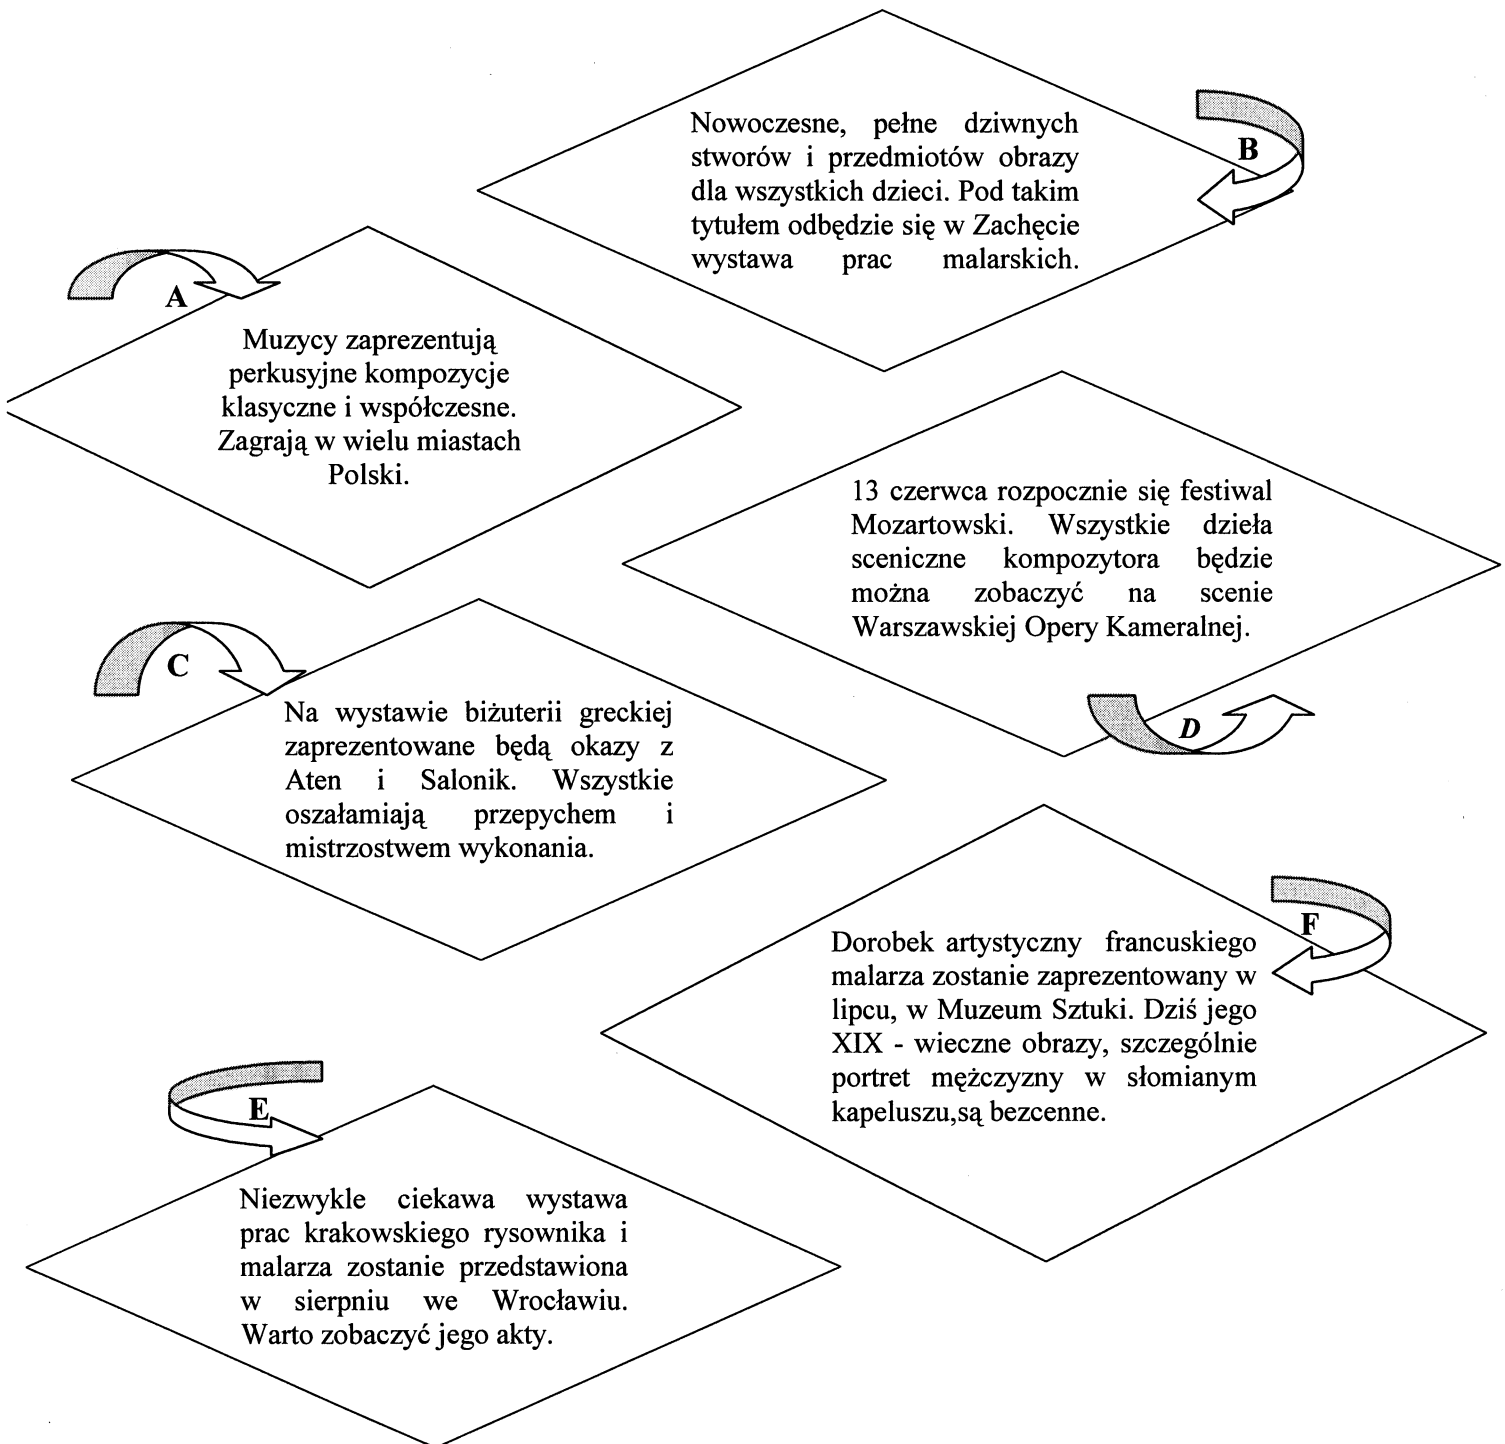 B
Nowoczesne, pełne dziwnych
stworów i przedmiotów obrazy
dla wszystkich dzieci. Pod takim
tytułem odbędzie się w Zachęcie
wystawa prac malarskich.
A
Muzycy zaprezentują
perkusyjne kompozycje
klasyczne i współczesne.
Zagrają w wielu miastach
Polski.
13 czerwca rozpocznie się festiwal
Mozartowski. Wszystkie dzieła
sceniczne kompozytora będzie
można zobaczyć na scenie
Warszawskiej Opery Kameralnej.
D
C
Na wystawie biżuterii greckiej
zaprezentowane będą okazy z
Aten i Salonik. Wszystkie
oszałamiają przepychem i
mistrzostwem wykonania.
F
Dorobek artystyczny francuskiego
malarza zostanie zaprezentowany w
lipcu, w Muzeum Sztuki. Dziś jego
XIX - wieczne obrazy, szczególnie
portret mężczyzny w słomianym
kapeluszu,są bezcenne.
E
Niezwykle ciekawa wystawa
prac krakowskiego rysownika i
malarza zostanie przedstawiona
w sierpniu we Wrocławiu.
Warto zobaczyć jego akty.